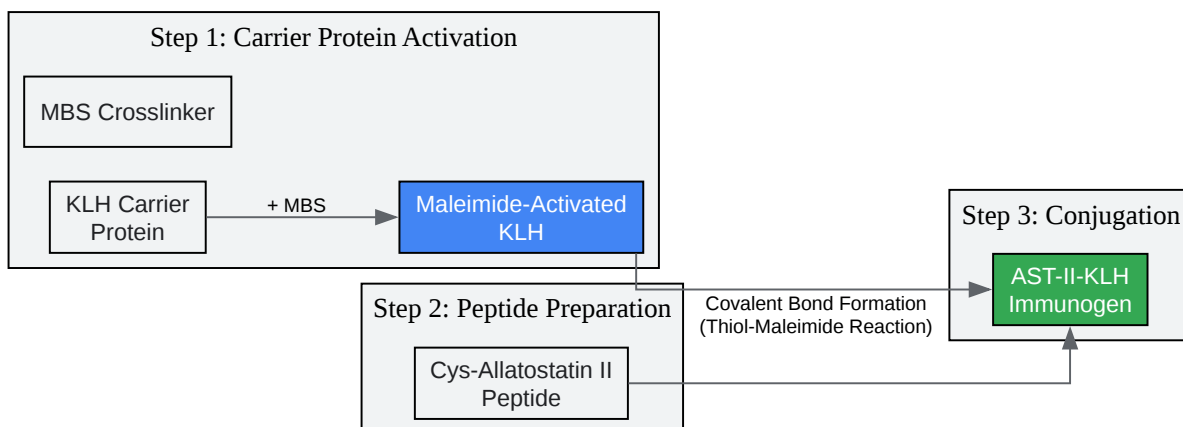 Step 1: Carrier Protein Activation
MBS Crosslinker
KLH Carrier
Protein
+ MBS
Maleimide-Activated
KLH
Step 2: Peptide Preparation
Cys-Allatostatin II
Peptide
Covalent Bond Formation
(Thiol-Maleimide Reaction)
Step 3: Conjugation
AST-II-KLH
Immunogen